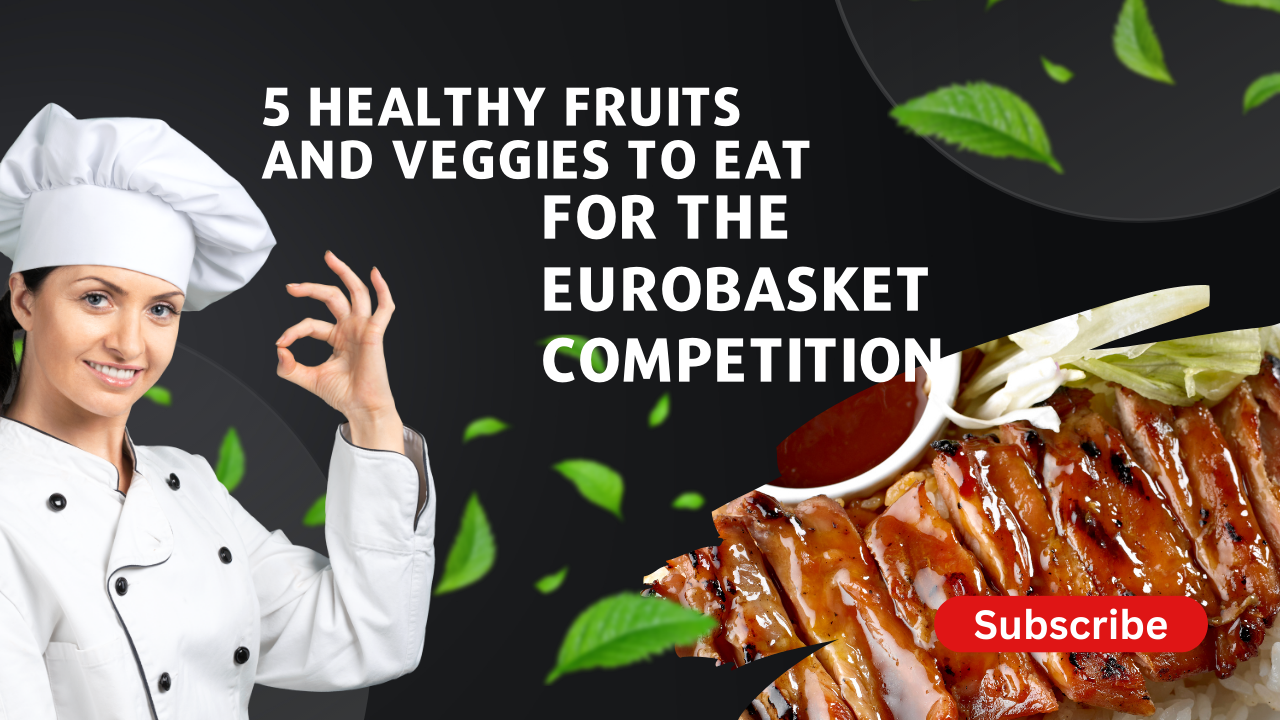 5 HEALTHY FRUITS
AND VEGGIES TO EAT
FOR THE
EUROBASKET
COMPETITION
Subscribe